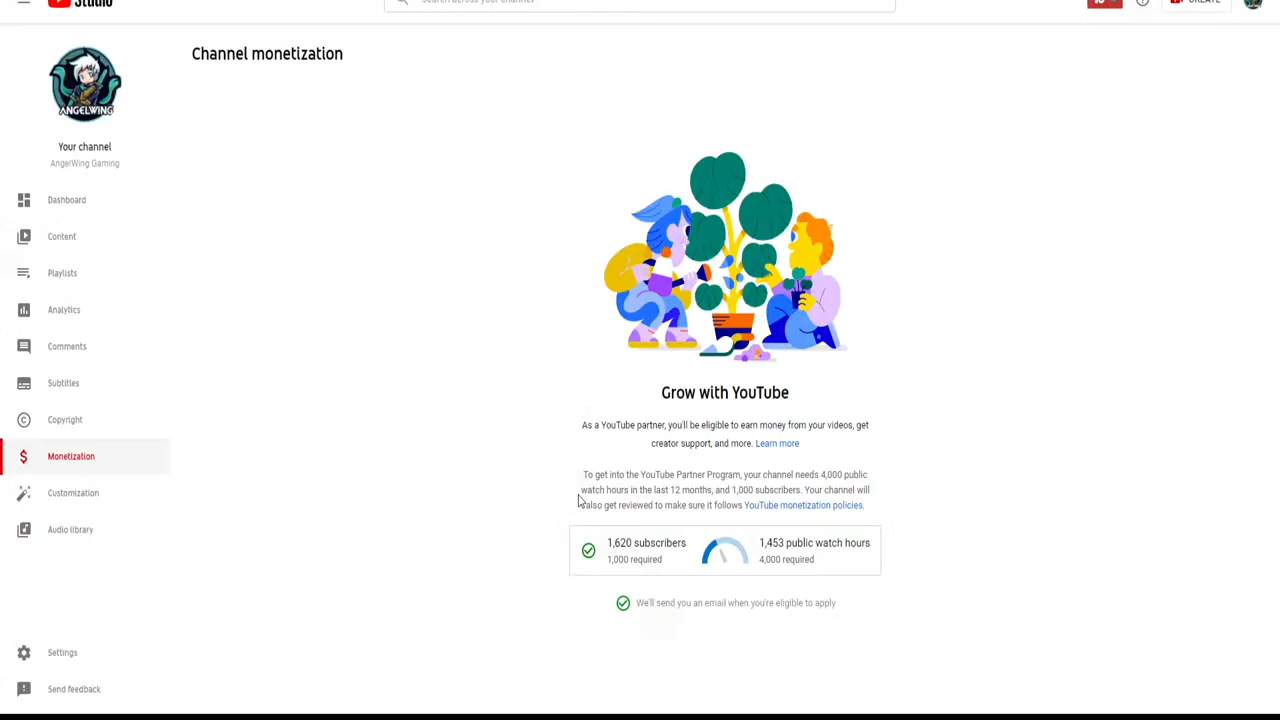 Studio
CREATE
Channel monetization
ANGELWING
Your channel
AngelWing Gaming
Dashboard
Content
Playlists
Analytics
Comments
Subtitles
Copyright
Monetization
Customization
Audio library
Settings
Send feedback
Grow with YouTube
As a YouTube partner, you'll be eligible to earn money from your videos, get
creator support, and more. Learn more
To get into the YouTube Partner Program, your channel needs 4,000 public
watch hours in the last 12 months, and 1,000 subscribers. Your channel will
also get reviewed to make sure it follows YouTube monetization policies.
1,620 subscribers
1,000 required
1,453 public watch hours
4,000 required
We'll send you an email when you're eligible to apply